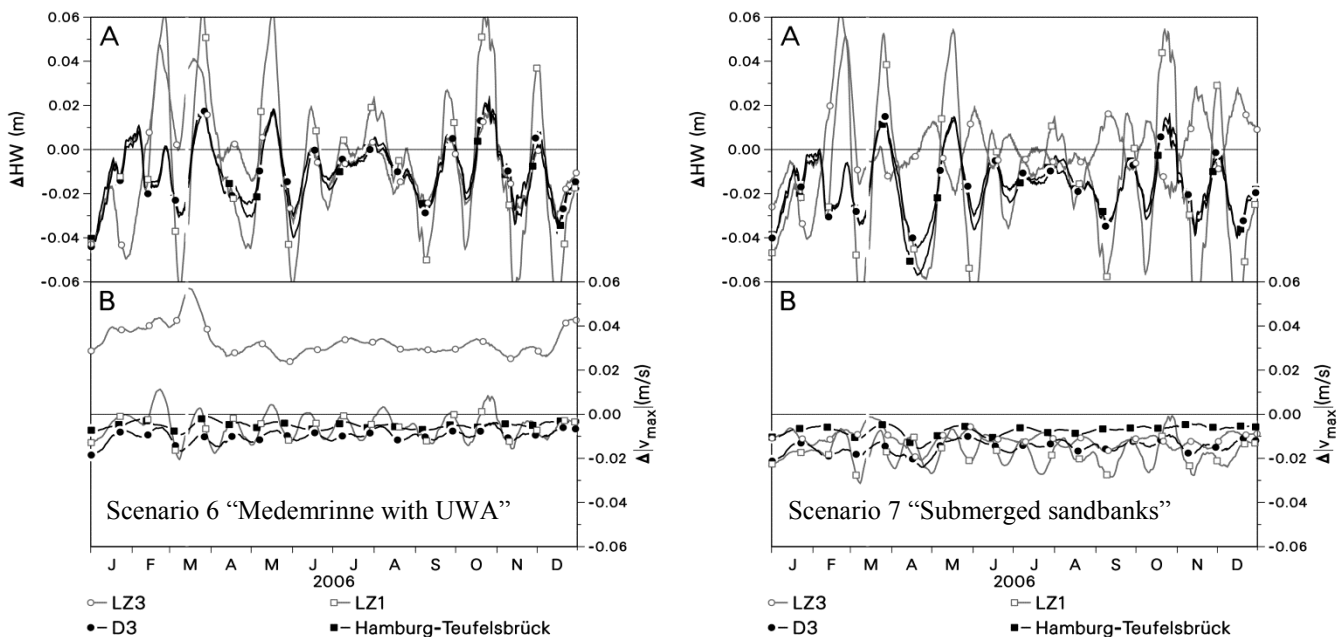 A
ΔHW (m)
0.06
0.04
0.02
0.00
-0.02
-0.04
-0.06
B
Δ|vmax|(m/s)
0.06
0.04
0.02
0.00
-0.02
-0.04
-0.06
Scenario 6 “Medemrinne with UWA”
J F M A M J J A S O N D
2006
LZ3
LZ1
D3
Hamburg-Teufelsbrück
A
ΔHW (m)
0.06
0.04
0.02
0.00
-0.02
-0.04
-0.06
B
Δ|vmax|(m/s)
0.06
0.04
0.02
0.00
-0.02
-0.04
-0.06
Scenario 7 “Submerged sandbanks”
J F M A M J J A S O N D
2006
LZ3
LZ1
D3
Hamburg-Teufelsbrück